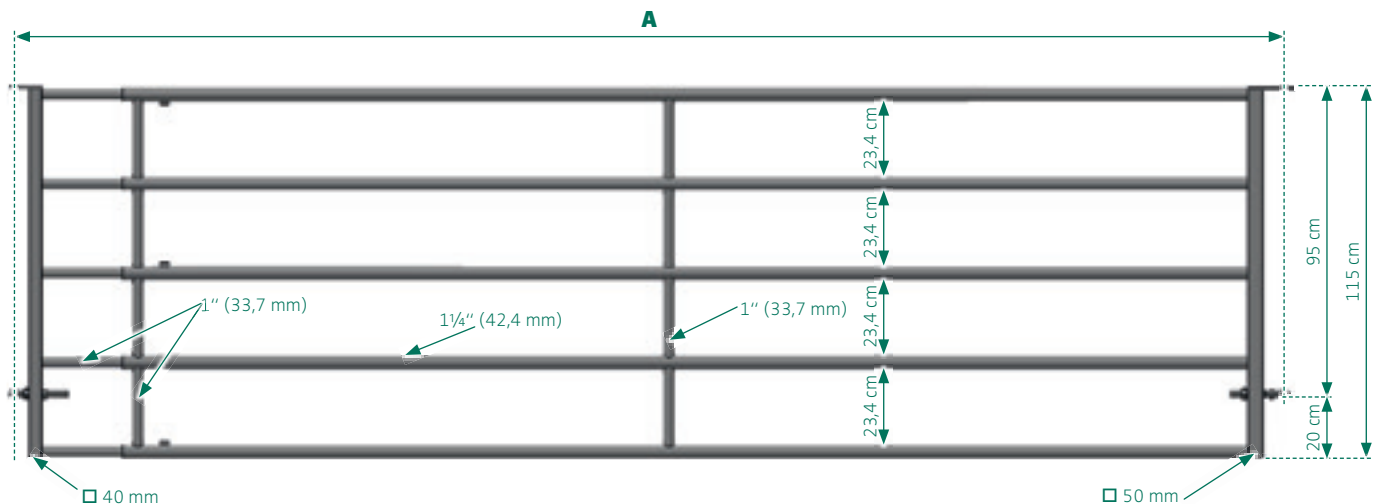 A
23,4 cm
23,4 cm
23,4 cm
23,4 cm
95 cm
115 cm
20 cm
1‘‘ (33,7 mm)
1¼‘‘ (42,4 mm)
1‘‘ (33,7 mm)
40 mm
50 mm